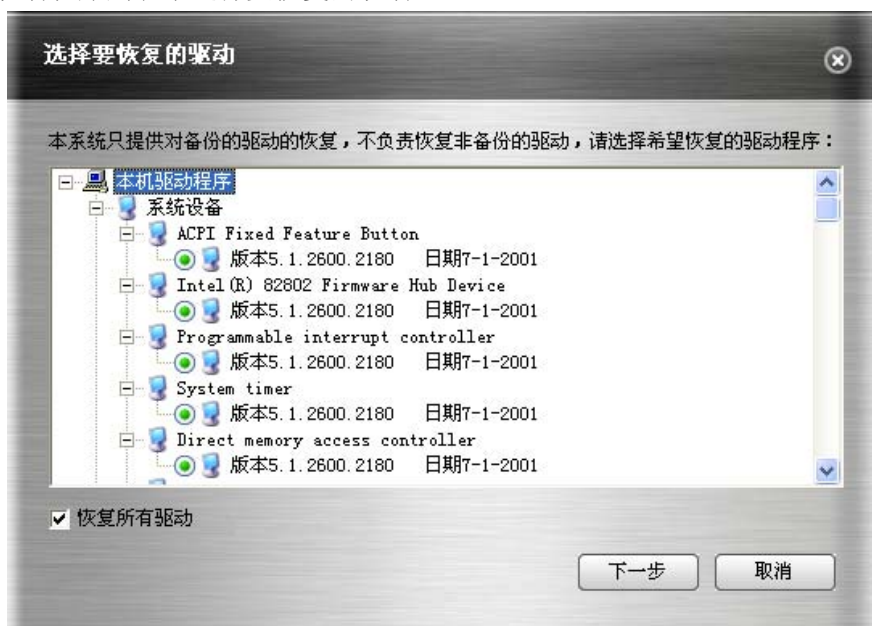 选择要恢复的驱动
本系统只提供对备份的驱动的恢复，不负责恢复非备份的驱动，请选择希望恢复的驱动程序：
本机驱动程序
系统设备
ACPI Fixed Feature Button
版本5.1.2600.2180 日期7-1-2001
Intel(R) 82802 Firmware Hub Device
版本5.1.2600.2180 日期7-1-2001
Programmable interrupt controller
版本5.1.2600.2180 日期7-1-2001
System timer
版本5.1.2600.2180 日期7-1-2001
Direct memory access controller
版本5.1.2600.2180 日期7-1-2001
恢复所有驱动
下一步 取消